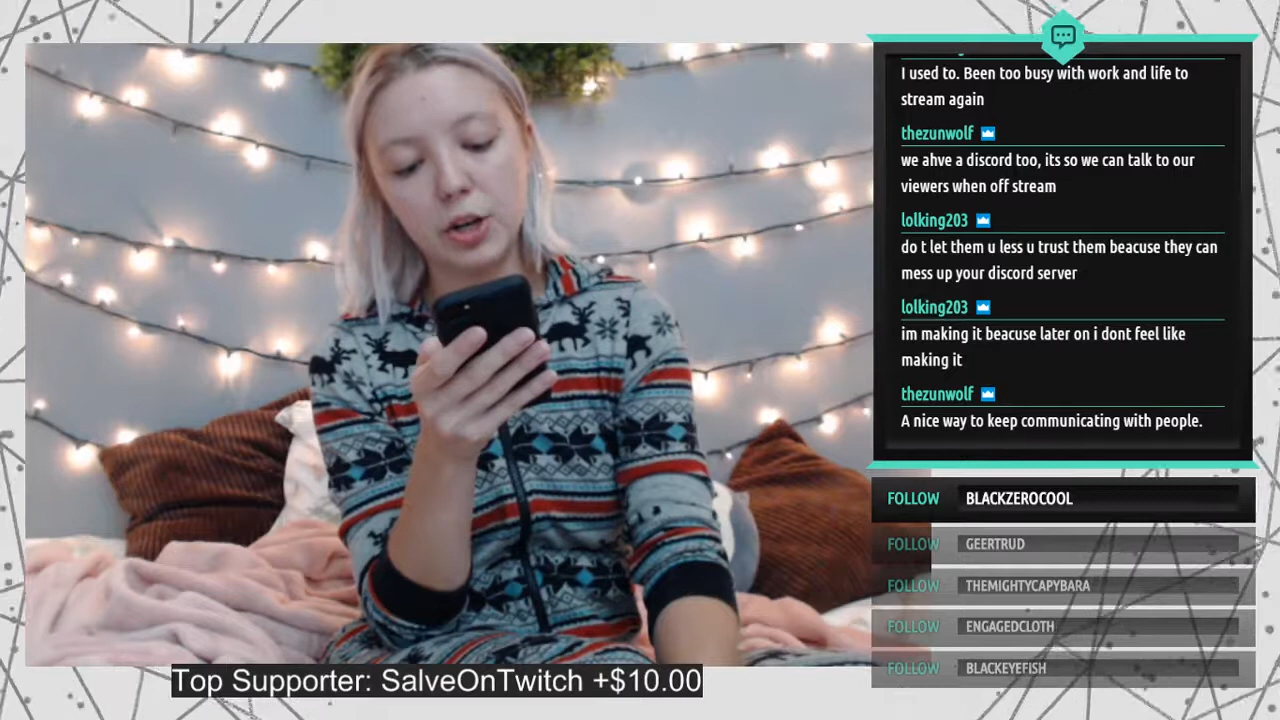 I used to. Been too busy with work and life to
stream again
thezunwolf
we ahve a discord too, its so we can talk to our
viewers when off stream
lolking203
do t let them u less u trust them beacuse they can
mess up your discord server
lolking203
im making it beacuse later on i dont feel like
making it
thezunwolf
A nice way to keep communicating with people.
FOLLOW BLACKZEROCOOL
FOLLOW GEERTRUD
FOLLOW THEMIGHTYCAPYBARA
FOLLOW ENGAGEDCLOTH
FOLLOW BLACKEYEFISH
Top Supporter: SalveOnTwitch +$10.00